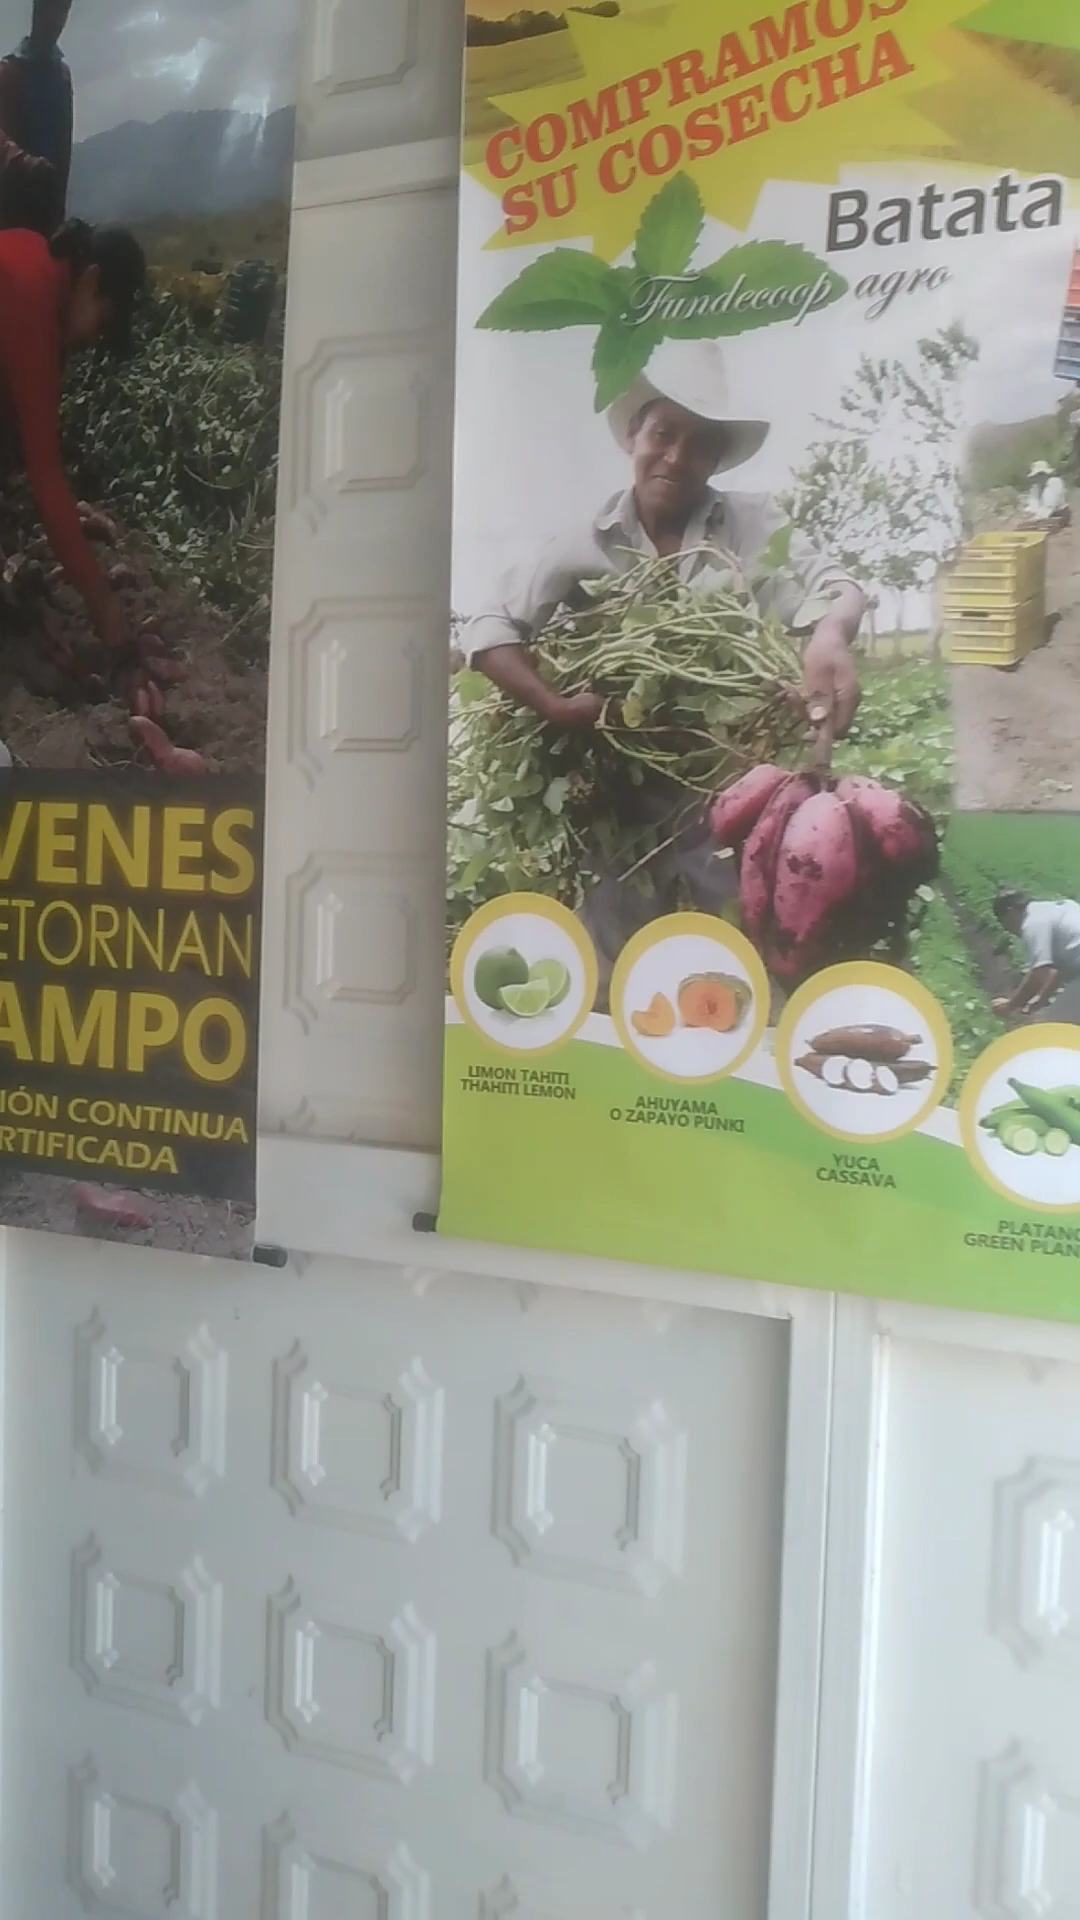 VENES
ETORNAN
AMPO
IÓN CONTINUA
RTIFICADA
COMPRAMOS
SU COSECHA
Batata
Fundecoop agro
LIMON TAHITI
THAHITI LEMON
AHUYAMA
O ZAPAYO PUNKI
YUCA
CASSAVA
PLATANO
GREEN PLAN